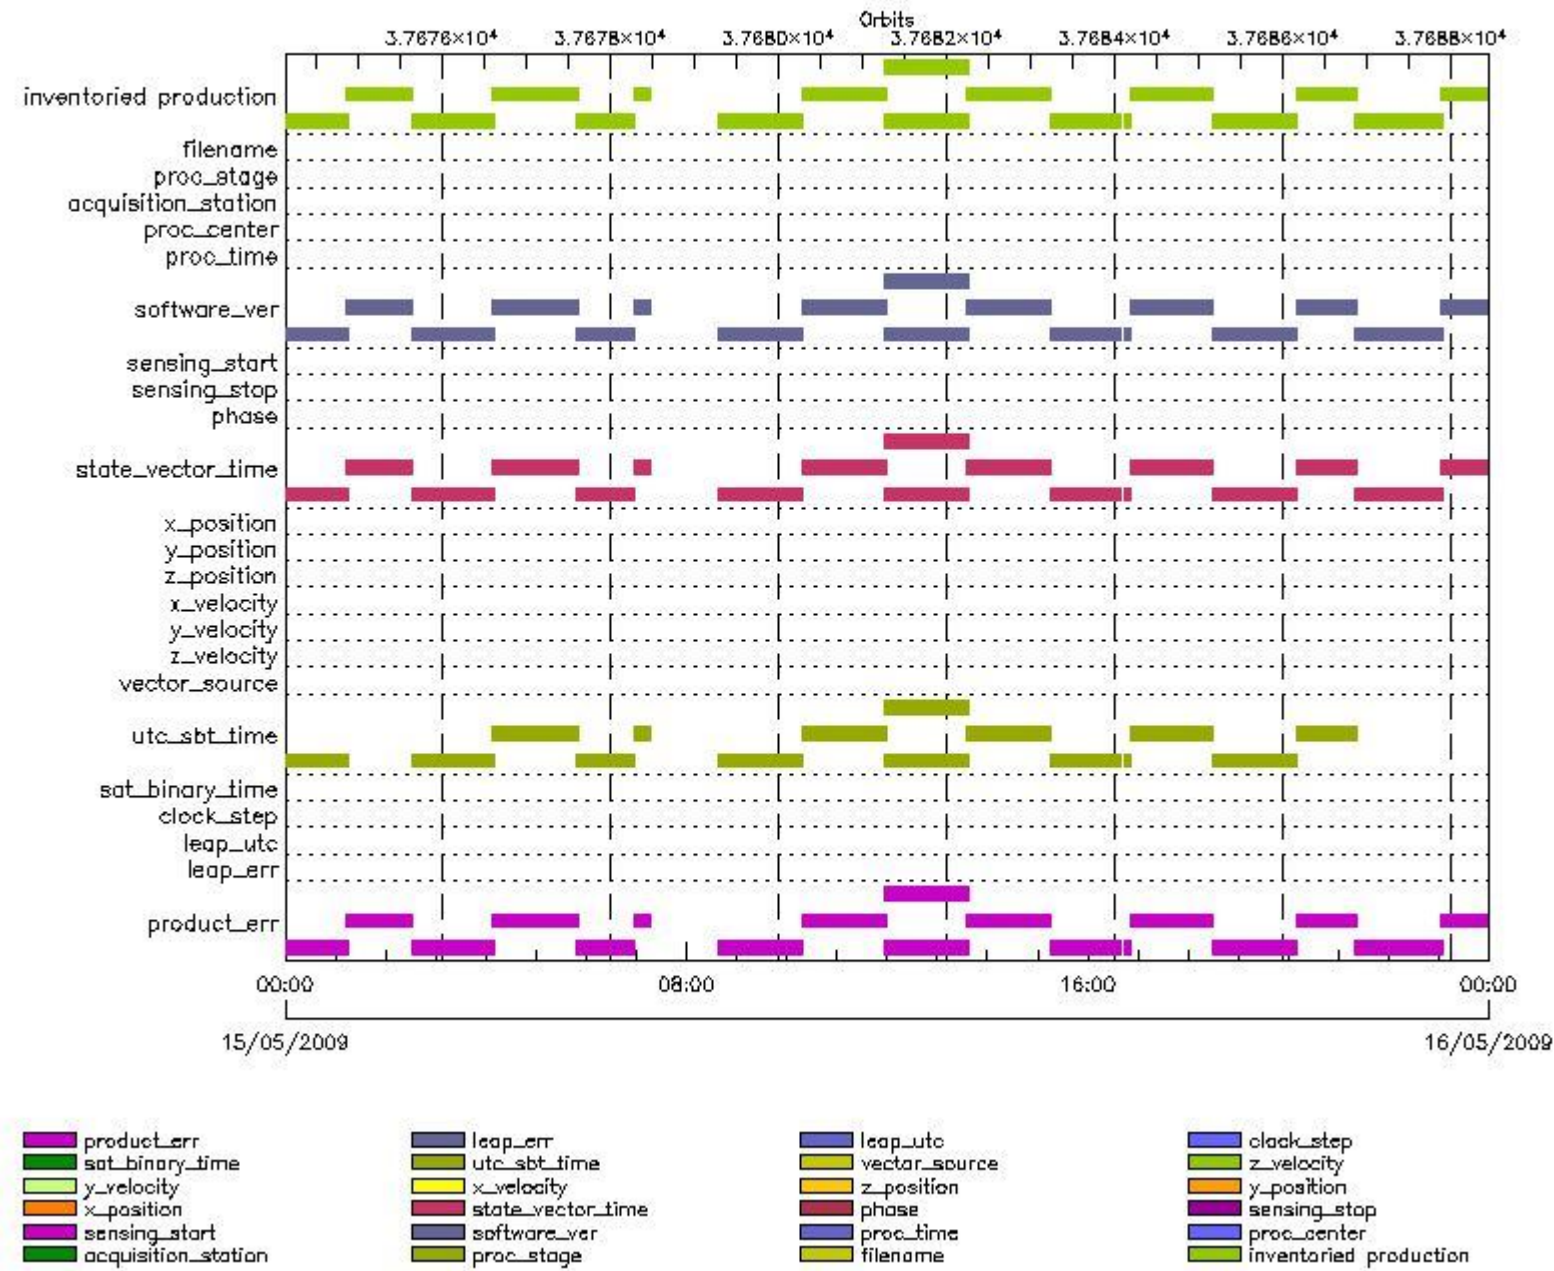 Orbits
3.7676×10⁴ 3.7678×10⁴ 3.7680×10⁴ 3.7682×10⁴ 3.7684×10⁴ 3.7686×10⁴ 3.7688×10⁴
inventoried production
filename
proc_stage
acquisition_station
proc_center
proc_time
software_ver
sensing_start
sensing_stop
phase
state_vector_time
x_position
y_position
z_position
x_velocity
y_velocity
z_velocity
vector_source
utc_sbt_time
sat_binary_time
clock_step
leap_utc
leap_err
product_err
00:00 08:00 16:00 00:00
15/05/2009 16/05/2009
product_err leap_err leap_utc clock_step
sat_binary_time utc_sbt_time vector_source z_velocity
y_velocity x_velocity z_position y_position
x_position state_vector_time phase sensing_stop
sensing_start software_ver proc_time proc_center
acquisition_station proc_stage filename inventoried production